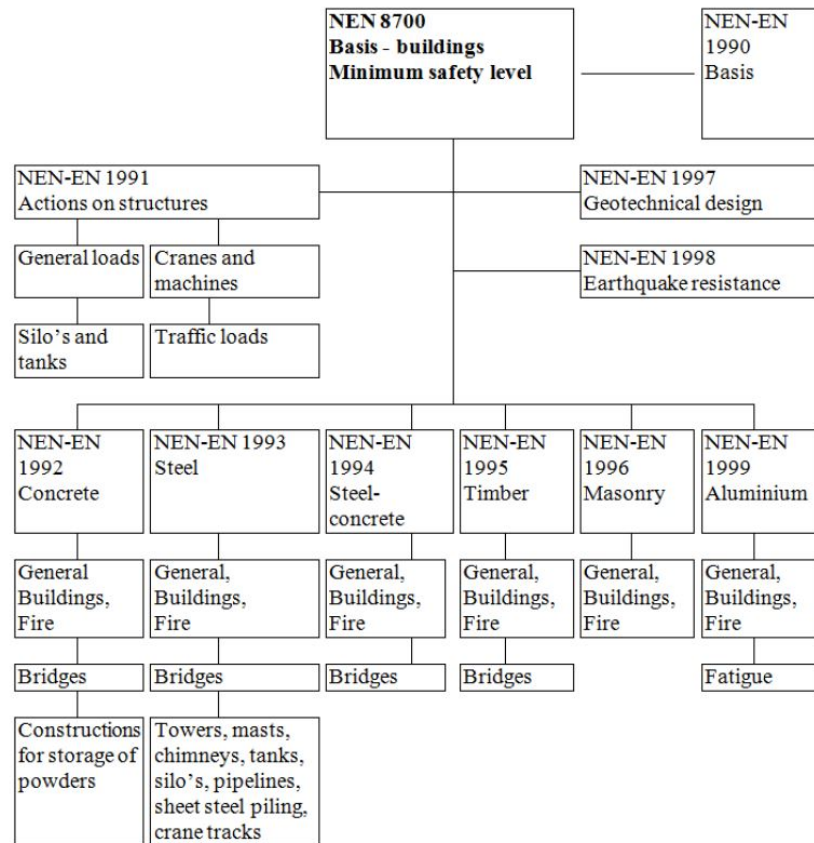 NEN 8700
Basis - buildings
Minimum safety level
NEN-EN
1990
Basis
NEN-EN 1991
Actions on structures
NEN-EN 1997
Geotechnical design
General loads
Cranes and
machines
NEN-EN 1998
Earthquake resistance
Silo's and
tanks
Traffic loads
NEN-EN
1992
Concrete
NEN-EN 1993
Steel
NEN-EN
1994
Steel-
concrete
NEN-EN
1995
Timber
NEN-EN
1996
Masonry
NEN-EN
1999
Aluminium
General
Buildings,
Fire
General,
Buildings,
Fire
General,
Buildings,
Fire
General,
Buildings,
Fire
General,
Buildings,
Fire
General,
Buildings,
Fire
Bridges
Bridges
Bridges
Bridges
Fatigue
Constructions
for storage of
powders
Towers, masts,
chimneys, tanks,
silo's, pipelines,
sheet steel piling,
crane tracks